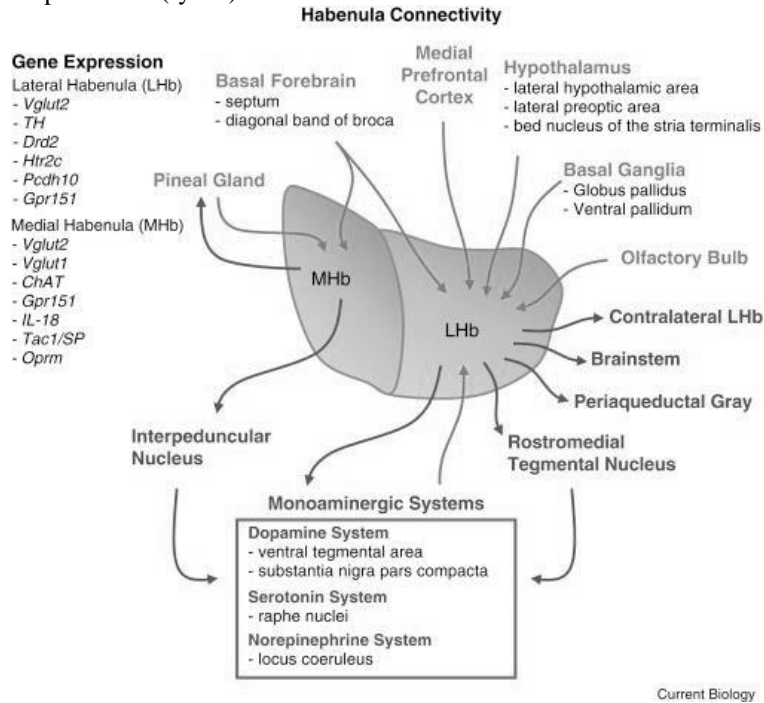 Habenula Connectivity
Gene Expression
Lateral Habenula (LHb)
- Vglut2
- TH
- Drd2
- Htr2c
- Pcdh10
- Gpr151
Medial Habenula (MHb)
- Vglut2
- Vglut1
- ChAT
- Gpr151
- IL-18
- Tac1/SP
- Oprm
Pineal Gland
Basal Forebrain
- septum
- diagonal band of broca
Medial
Prefrontal
Cortex
Hypothalamus
- lateral hypothalamic area
- lateral preoptic area
- bed nucleus of the stria terminalis
Basal Ganglia
- Globus pallidus
- Ventral pallidum
Olfactory Bulb
MHb
LHb
Contralateral LHb
Brainstem
Periaqueductal Gray
Rostromedial
Tegmental Nucleus
Interpeduncular
Nucleus
Monoaminergic Systems
Dopamine System
- ventral tegmental area
- substantia nigra pars compacta
Serotonin System
- raphe nuclei
Norepinephrine System
- locus coeruleus
Current Biology